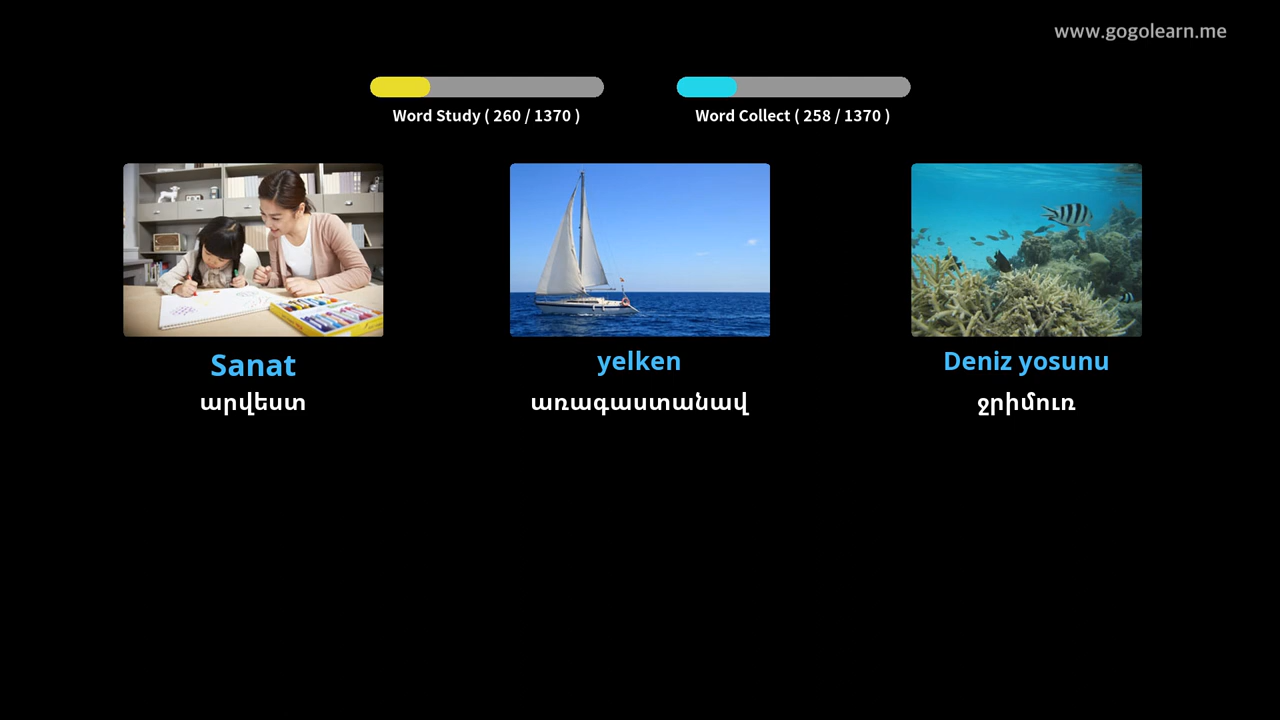 www.gogolearn.me
Word Study ( 260 / 1370 )
Word Collect ( 258 / 1370 )
Sanat
արվեստ
yelken
առագաստանավ
Deniz yosunu
ջրիմուռ